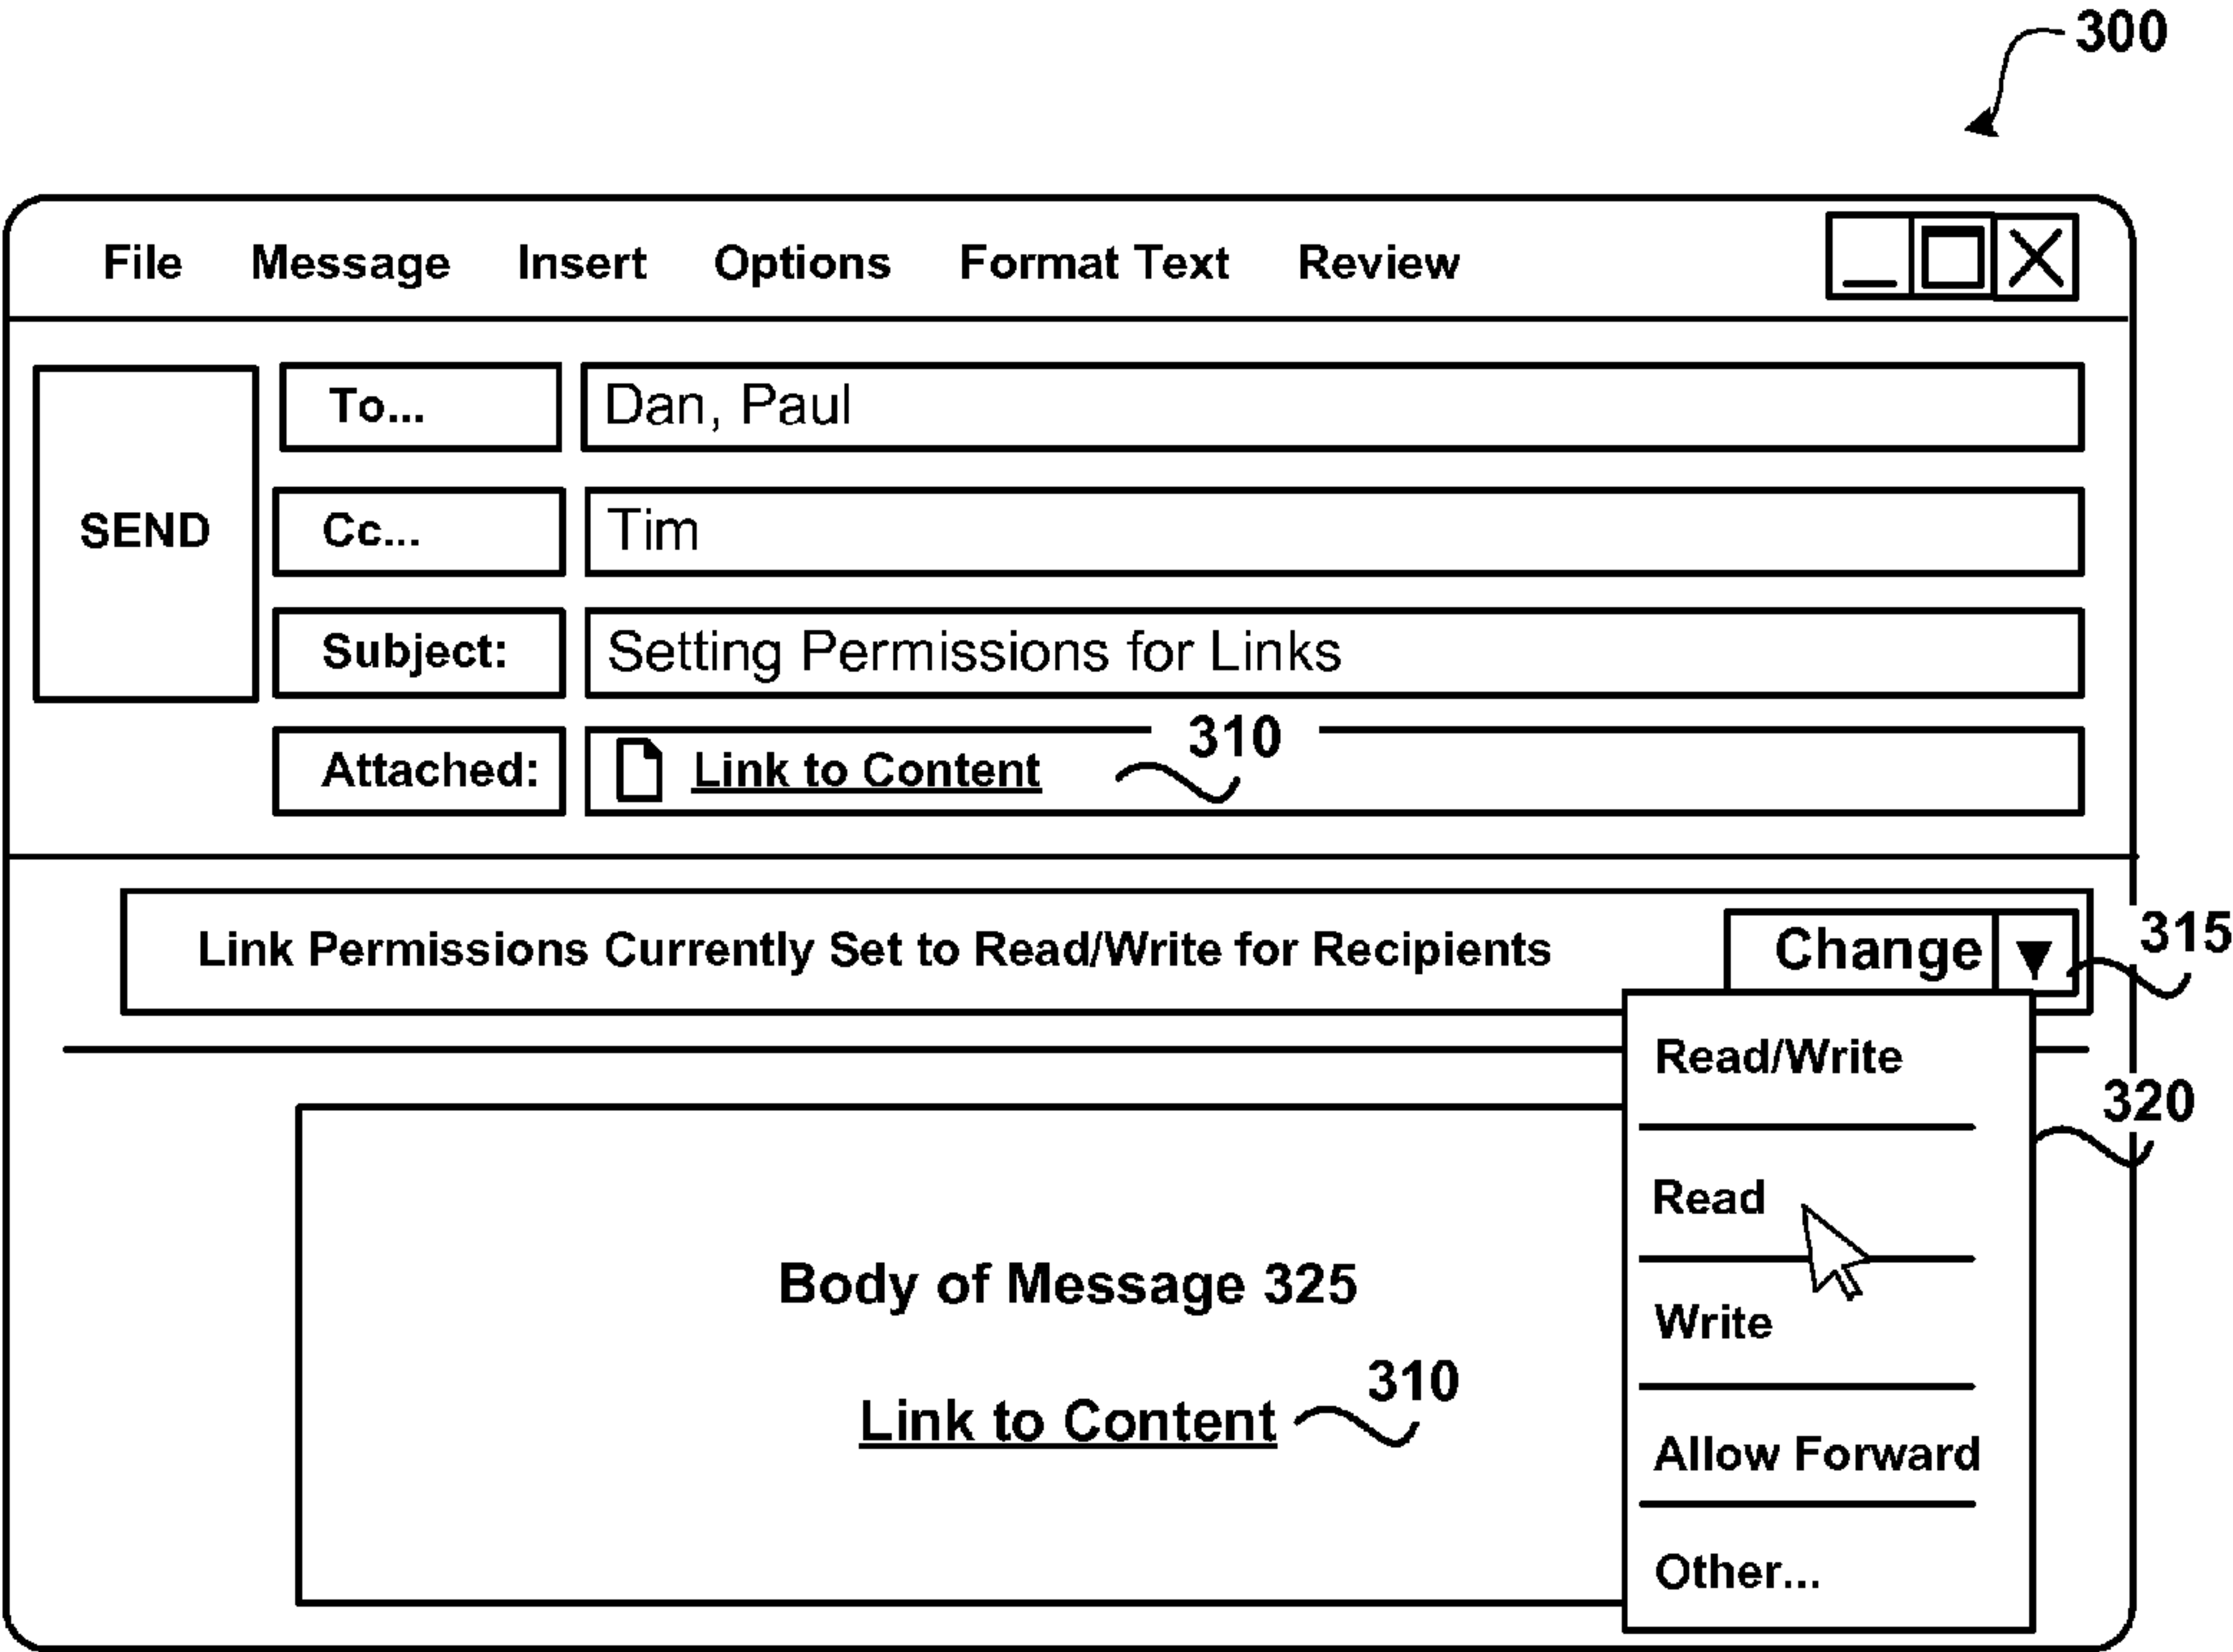 300
File Message Insert Options Format Text Review
SEND
To... Dan, Paul
Cc... Tim
Subject: Setting Permissions for Links
Attached: Link to Content 310
Link Permissions Currently Set to Read/Write for Recipients Change 315
Read/Write
320
Read
Write
Allow Forward
Other...
Body of Message 325
Link to Content 310